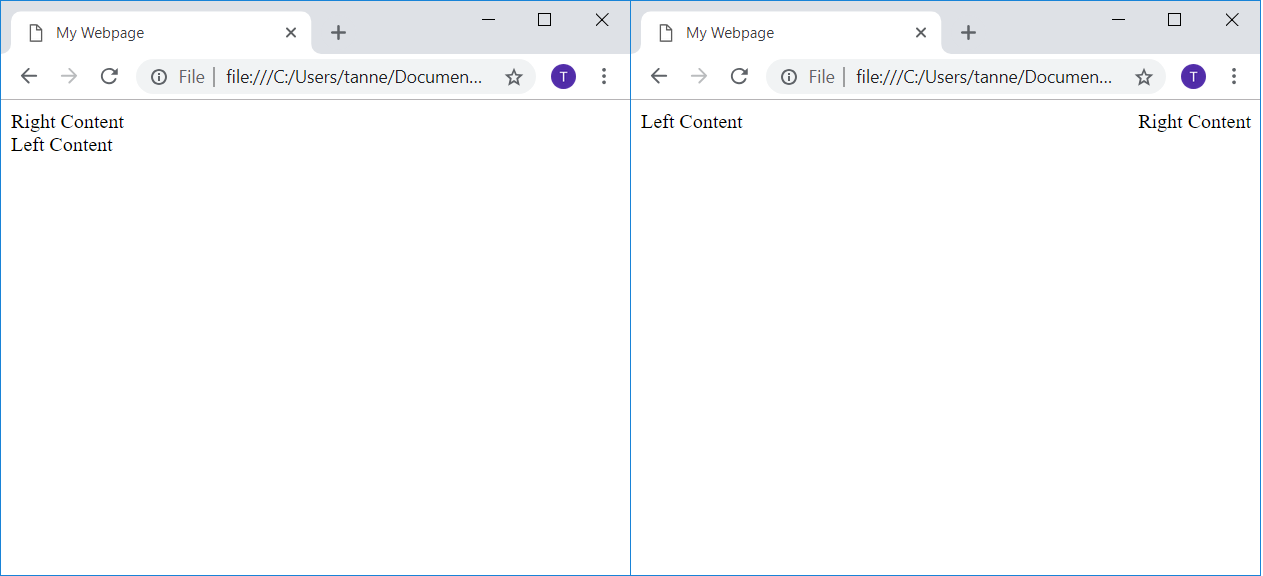 My Webpage
File | file:///C:/Users/tanne/Documen...
T
Right Content
Left Content
My Webpage
File | file:///C:/Users/tanne/Documen...
T
Left Content Right Content